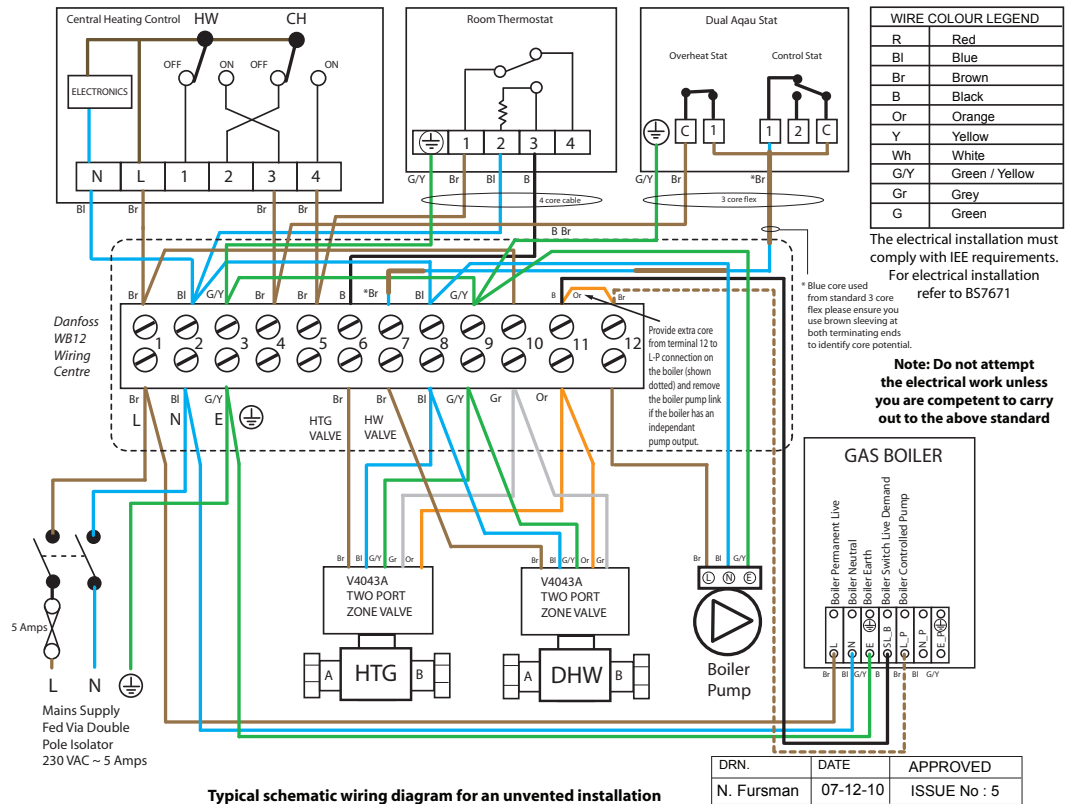 Central Heating Control
HW
CH
OFF
ON
OFF
ON
ELECTRONICS
N
L
1
2
3
4
Bl
Br
Br
Br
Room Thermostat
1
2
3
4
G/Y
Br
Bl
B
4 core cable
Dual Aqau Stat
Overheat Stat
Control Stat
C
1
1
2
C
G/Y
Br
*Br
3 core flex
B Br
WIRE COLOUR LEGEND
R Red
Bl Blue
Br Brown
B Black
Or Orange
Y Yellow
Wh White
G/Y Green / Yellow
Gr Grey
G Green
The electrical installation must
comply with IEE requirements.
For electrical installation
refer to BS7671
* Blue core used
from standard 3 core
flex please ensure you
use brown sleeving at
both terminating ends
to identify core potential.
Note: Do not attempt
the electrical work unless
you are competent to carry
out to the above standard
Br
Bl
G/Y
Br
Br
B
*Br
Bl
G/Y
B
Or
Br
Danfoss
WB12
Wiring
Centre
1
2
3
4
5
6
7
8
9
10
11
12
Provide extra core
from terminal 12 to
L-P connection on
the boiler (shown
dotted) and remove
the boiler pump link
if the boiler has an
independant
pump output.
Br
Bl
G/Y
Br
Br
Bl
G/Y
Gr
Or
L
N
E
HTG
VALVE
HW
VALVE
5 Amps
L
N
Mains Supply
Fed Via Double
Pole Isolator
230 VAC ~ 5 Amps
Br
Bl
G/Y
Gr
Or
V4043A
TWO PORT
ZONE VALVE
A
HTG
B
Br
Bl
G/Y
Or
Gr
V4043A
TWO PORT
ZONE VALVE
A
DHW
B
Br
Bl
G/Y
L
N
E
Boiler
Pump
GAS BOILER
Boiler Permanent Live
Boiler Neutral
Boiler Earth
Boiler Switch Live Demand
Boiler Controlled Pump
L
N
E
SL_B
L_P
N_P
E_P
Br
Bl
G/Y
B
Br
Bl
G/Y
DRN.
DATE
APPROVED
N. Fursman
07-12-10
ISSUE No : 5
Typical schematic wiring diagram for an unvented installation